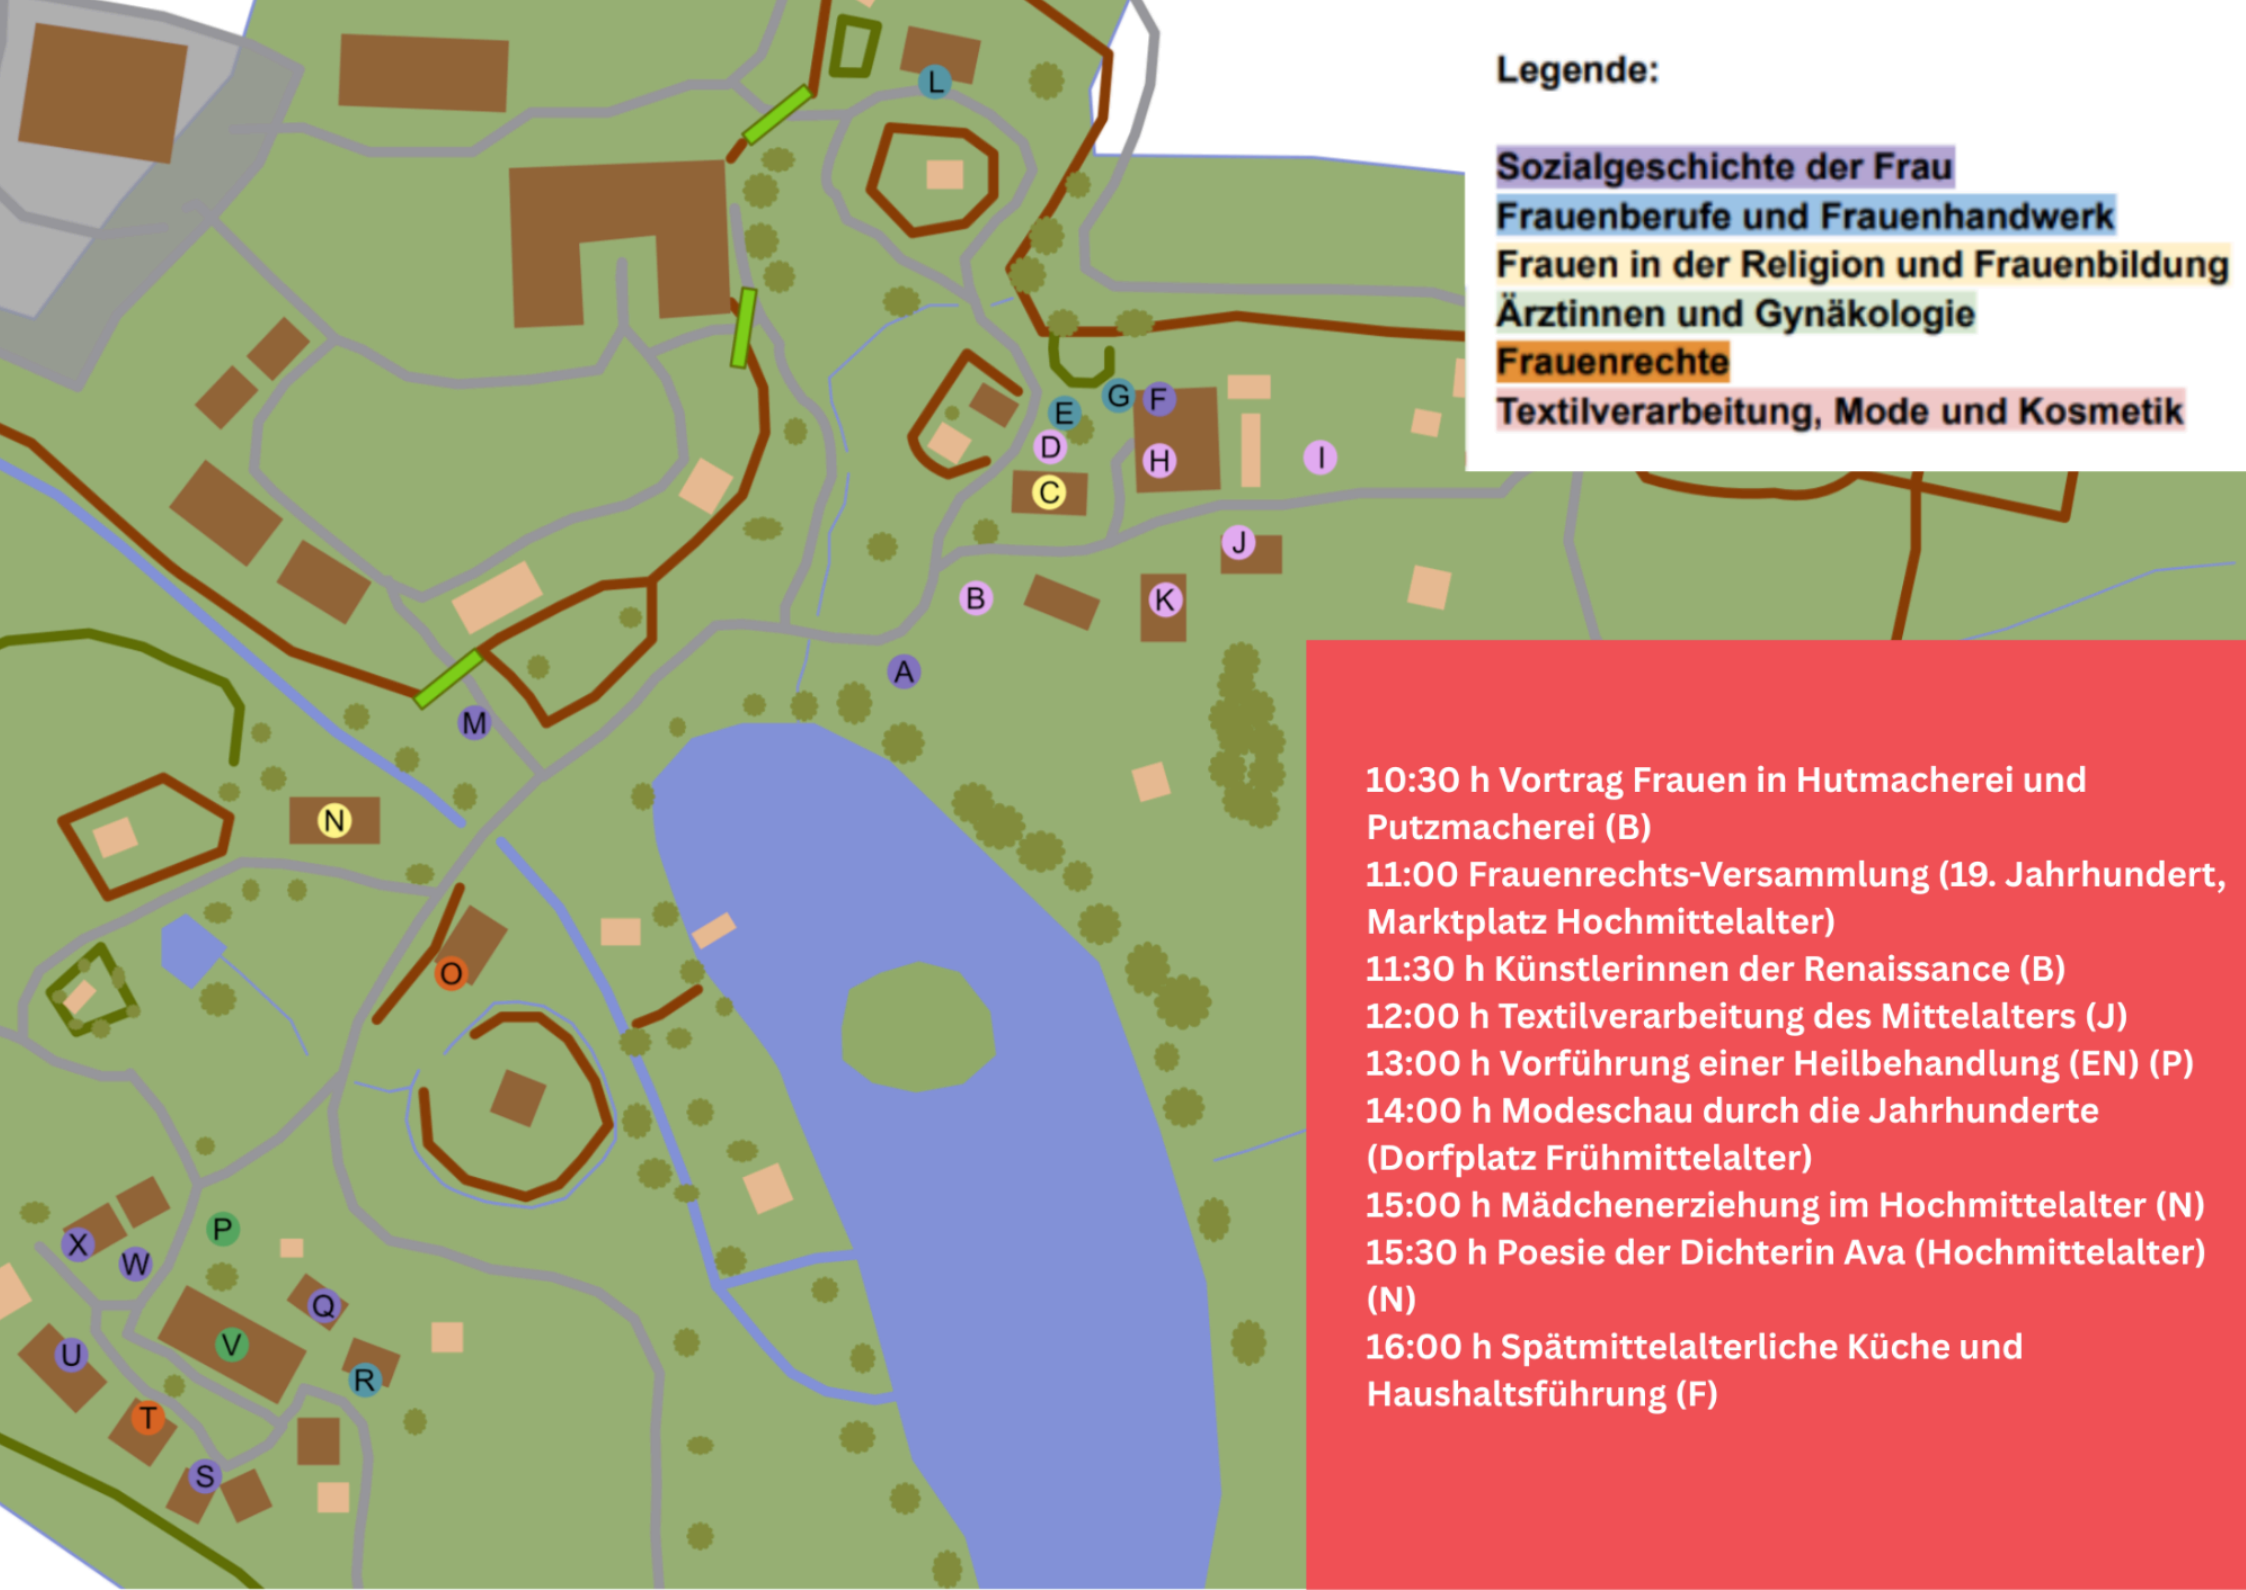 Legende:
Sozialgeschichte der Frau
Frauenberufe und Frauenhandwerk
Frauen in der Religion und Frauenbildung
Ärztinnen und Gynäkologie
Frauenrechte
Textilverarbeitung, Mode und Kosmetik
L
G
F
E
D
H
I
C
J
B
K
A
M
N
O
P
X
W
Q
V
U
R
T
S
10:30 h Vortrag Frauen in Hutmacherei und
Putzmacherei (B)
11:00 Frauenrechts-Versammlung (19. Jahrhundert,
Marktplatz Hochmittelalter)
11:30 h Künstlerinnen der Renaissance (B)
12:00 h Textilverarbeitung des Mittelalters (J)
13:00 h Vorführung einer Heilbehandlung (EN) (P)
14:00 h Modeschau durch die Jahrhunderte
(Dorfplatz Frühmittelalter)
15:00 h Mädchenerziehung im Hochmittelalter (N)
15:30 h Poesie der Dichterin Ava (Hochmittelalter)
(N)
16:00 h Spätmittelalterliche Küche und
Haushaltsführung (F)